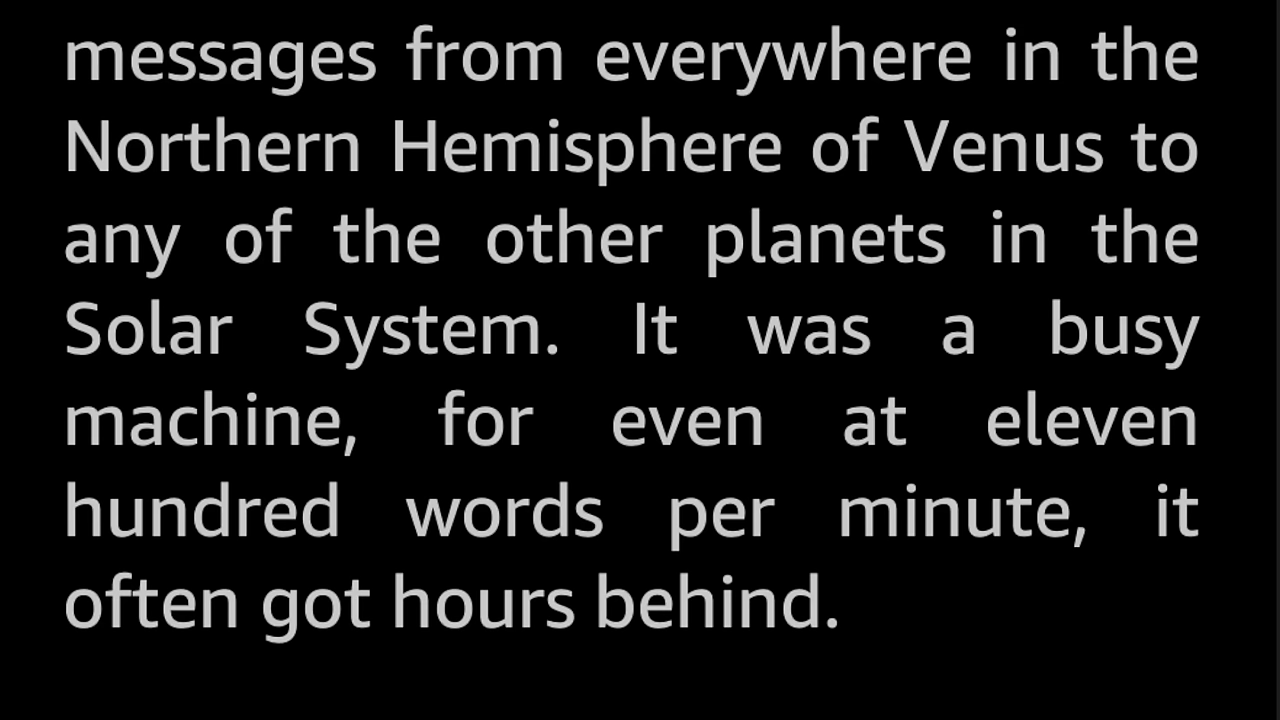 messages from everywhere in the
Northern Hemisphere of Venus to
any of the other planets in the
Solar System. It was a busy
machine, for even at eleven
hundred words per minute, it
often got hours behind.